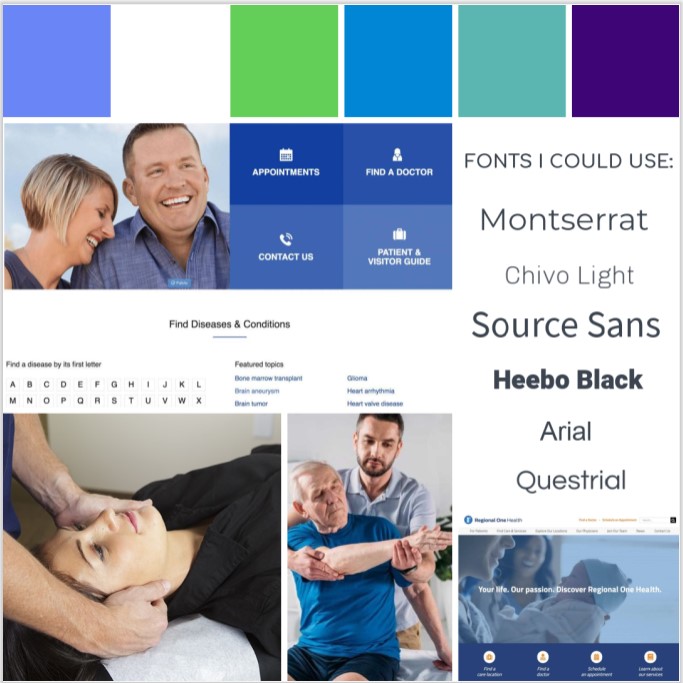 APPOINTMENTS
FIND A DOCTOR
CONTACT US
PATIENT &
VISITOR GUIDE
Find Diseases & Conditions
Find a disease by its first letter
A B C D E F G H I J K L
M N O P Q R S T U V W X
Featured topics
Bone marrow transplant
Brain aneurysm
Brain tumor
Glioma
Heart arrhythmia
Heart valve disease
FONTS I COULD USE:
Montserrat
Chivo Light
Source Sans
Heebo Black
Arial
Questrial
Regional One Health
Your life. Our passion. Discover Regional One Health.
Find a
care location
Find a
doctor
Schedule
an appointment
Learn about
our services